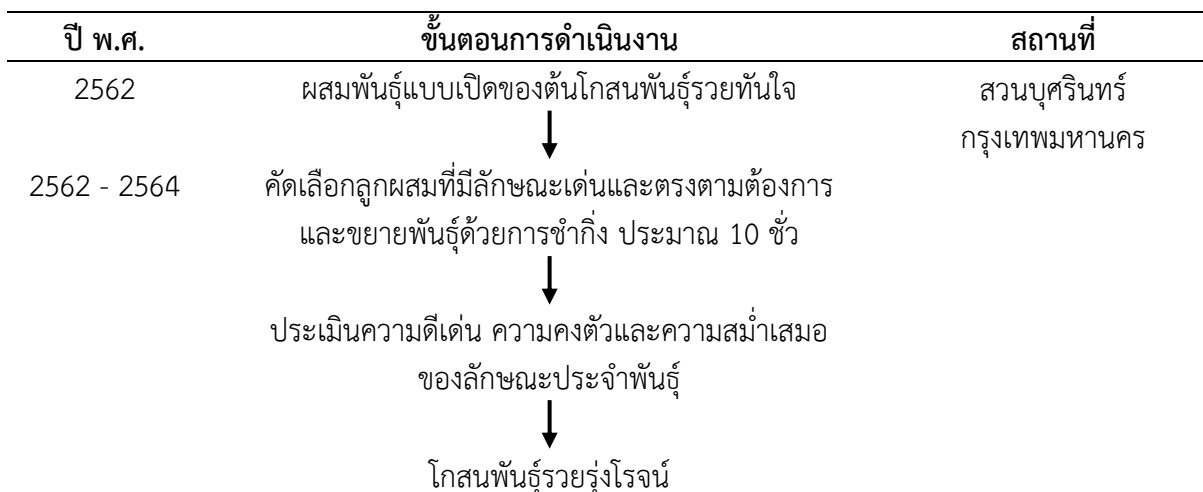 ปี พ.ศ. ขั้นตอนการดำเนินงาน สถานที่
2562 ผสมพันธุ์แบบเปิดของต้นโกสนพันธุ์รวยทันใจ สวนบุศรินทร์
กรุงเทพมหานคร
2562 - 2564 คัดเลือกลูกผสมที่มีลักษณะเด่นและตรงตามต้องการ
และขยายพันธุ์ด้วยการชำกิ่ง ประมาณ 10 ชั่ว
ประเมินความดีเด่น ความคงตัวและความสม่ำเสมอ
ของลักษณะประจำพันธุ์
โกสนพันธุ์รวยรุ่งโรจน์